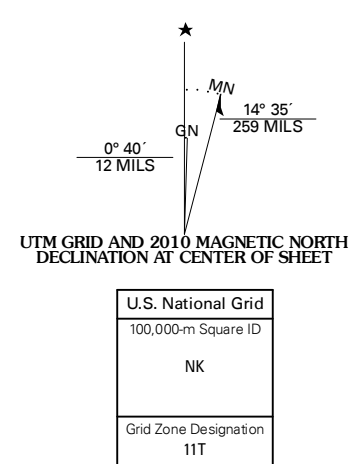 MN
14° 35´
259 MILS
GN
0° 40´
12 MILS
UTM GRID AND 2010 MAGNETIC NORTH
DECLINATION AT CENTER OF SHEET
U.S. National Grid
100,000-m Square ID
NK
Grid Zone Designation
11T